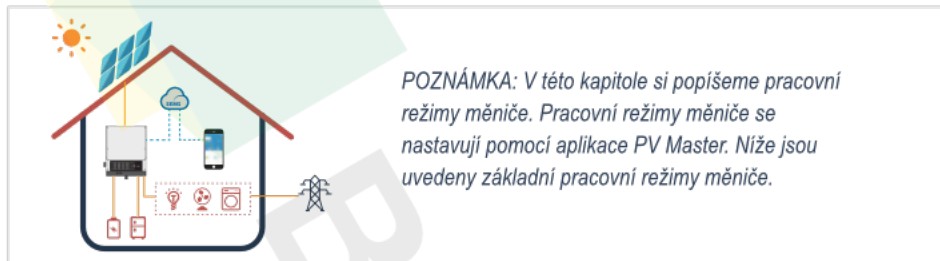 POZNÁMKA: V této kapitole si popíšeme pracovní
režimy měniče. Pracovní režimy měniče se
nastavují pomocí aplikace PV Master. Níže jsou
uvedeny základní pracovní režimy měniče.